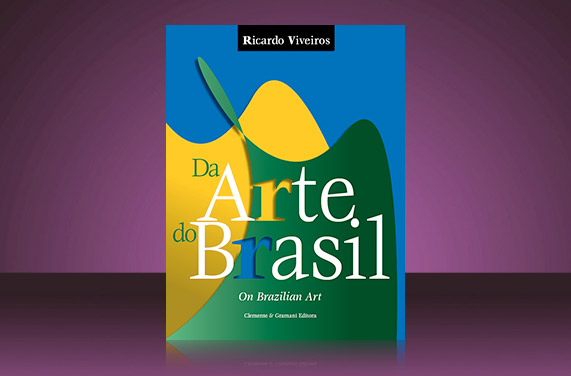 Ricardo Viveiros
Da
Arte
do
Brasil
On Brazilian Art
Clemente & Gramani Editora